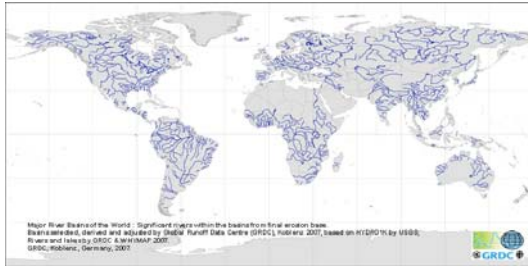 Major River Basins of the World : Significant rivers within the basins from final erosion base.
Basins selected, derived and adjusted by Global Runoff Data Centre (GRDC), Koblenz 2007, based on HYDRO1K by USGS;
Rivers and lakes by GRDC & WHYMAP 2007.
GRDC, Koblenz, Germany, 2007.
GRDC